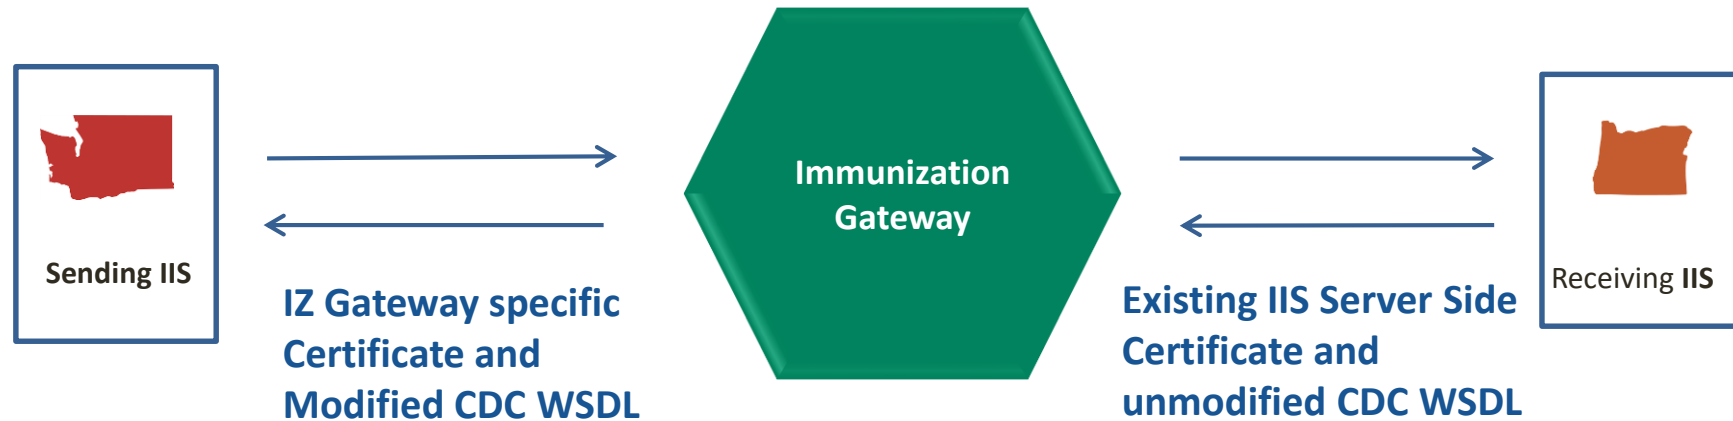 Sending IIS
IZ Gateway specific
Certificate and
Modified CDC WSDL
Immunization
Gateway
Existing IIS Server Side
Certificate and
unmodified CDC WSDL
Receiving IIS